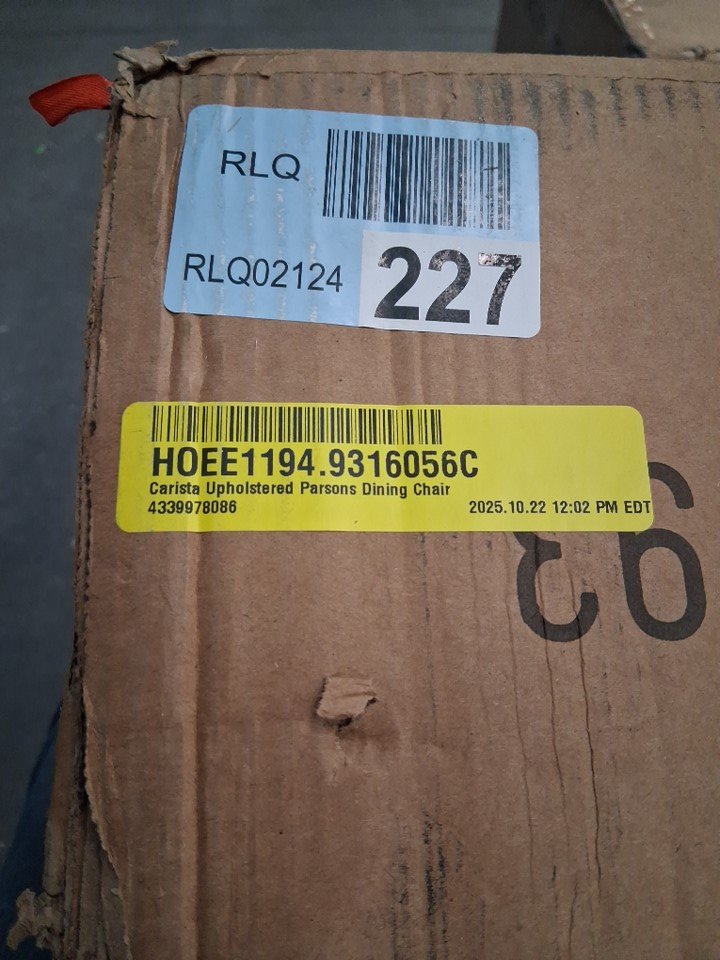 RLQ
RLQ02124
227
HOEE1194.9316056C
Carista Upholstered Parsons Dining Chair
4339978086
2025.10.22 12:02 PM EDT